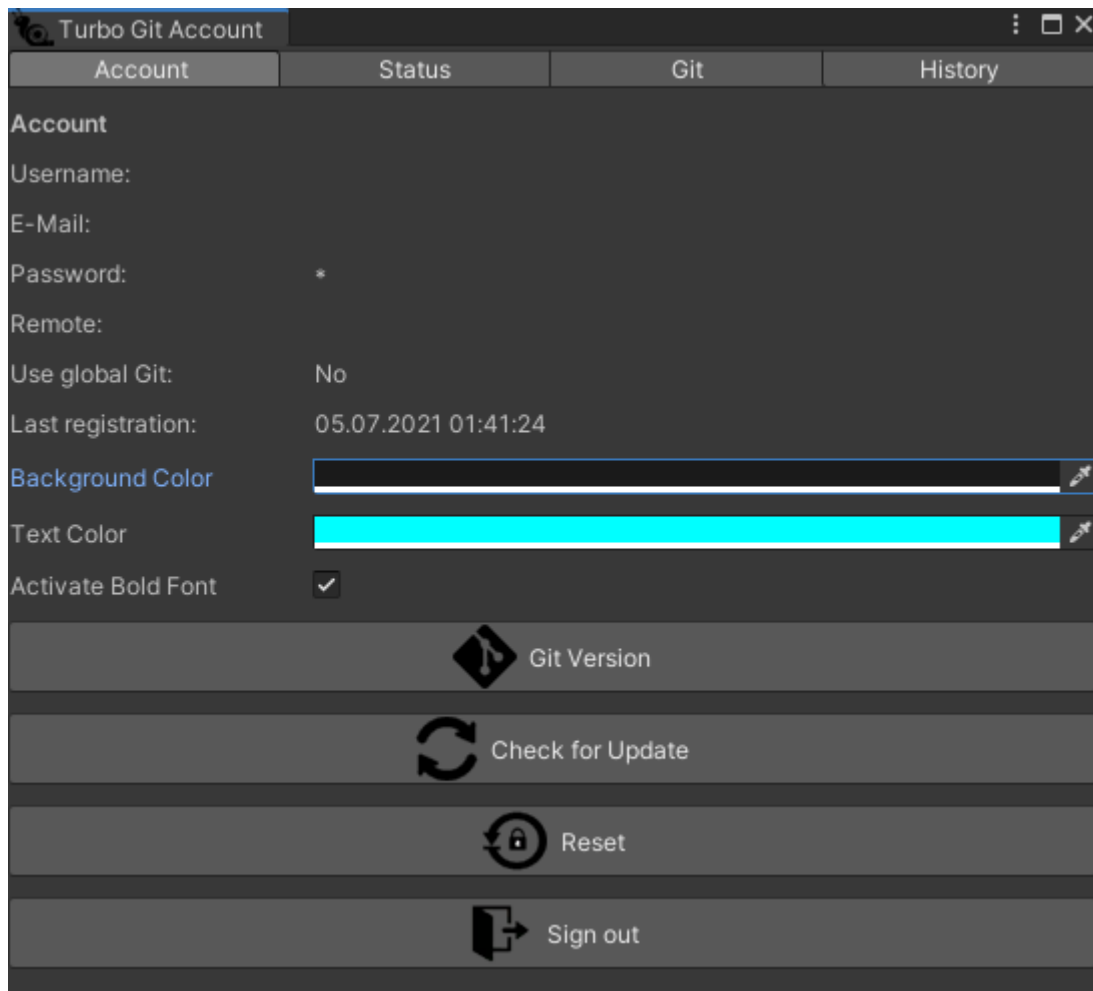 Turbo Git Account
Account Status Git History
Account
Username:
E-Mail:
Password: *
Remote:
Use global Git: No
Last registration: 05.07.2021 01:41:24
Background Color
Text Color
Activate Bold Font
Git Version
Check for Update
Reset
Sign out